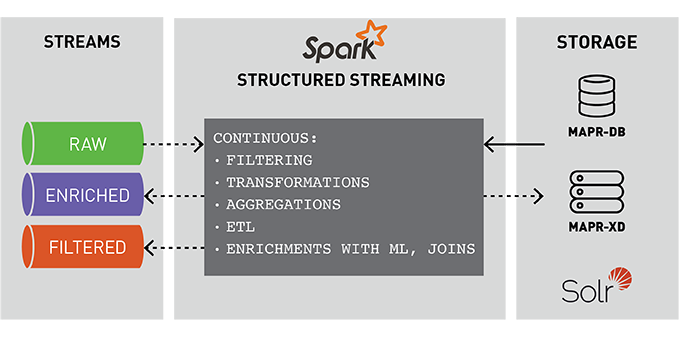 STREAMS
RAW
ENRICHED
FILTERED
Spark
STRUCTURED STREAMING
CONTINUOUS:
· FILTERING
· TRANSFORMATIONS
· AGGREGATIONS
· ETL
· ENRICHMENTS WITH ML, JOINS
STORAGE
MAPR-DB
MAPR-XD
Solr